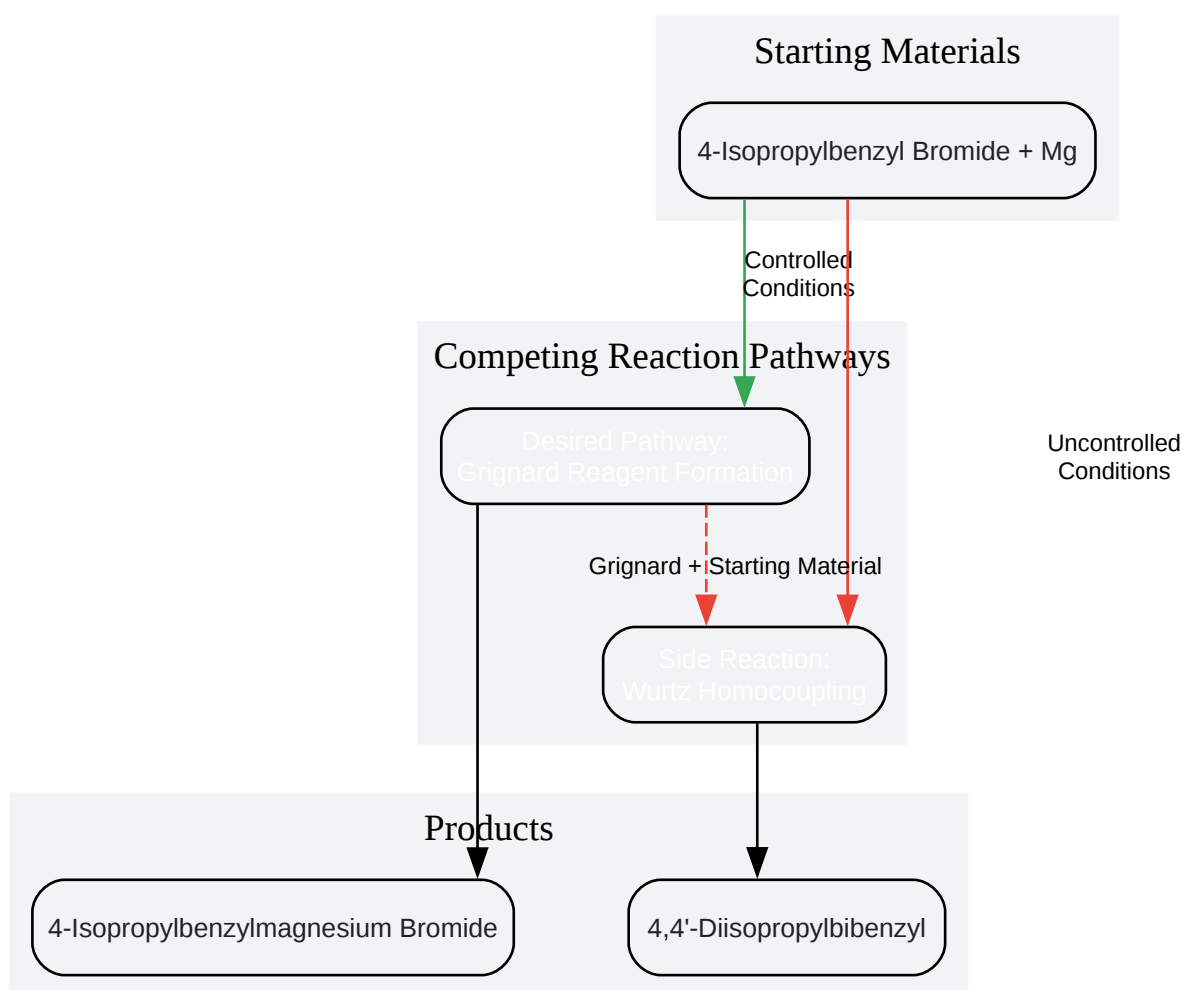 Starting Materials
4-Isopropylbenzyl Bromide + Mg
Controlled
Conditions
Competing Reaction Pathways
Desired Pathway:
Grignard Reagent Formation
Uncontrolled
Conditions
Grignard + Starting Material
Side Reaction:
Wurtz Homocoupling
Products
4-Isopropylbenzylmagnesium Bromide
4,4'-Diisopropylbibenzyl